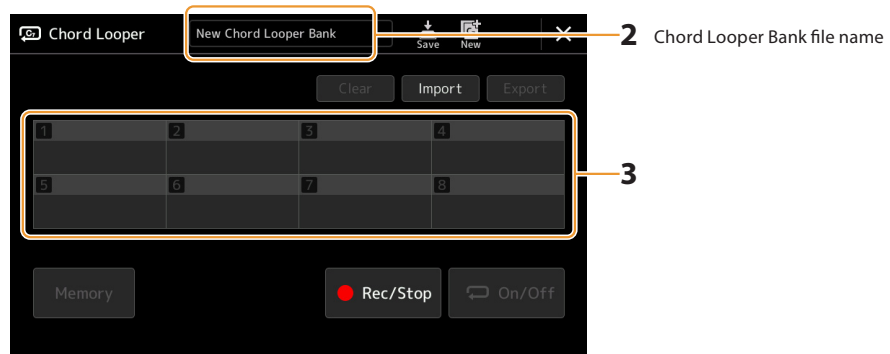 Chord Looper
New Chord Looper Bank
Save
New
2 Chord Looper Bank file name
Clear
Import
Export
1 2 3 4
3
5 6 7 8
Memory
Rec/Stop
On/Off